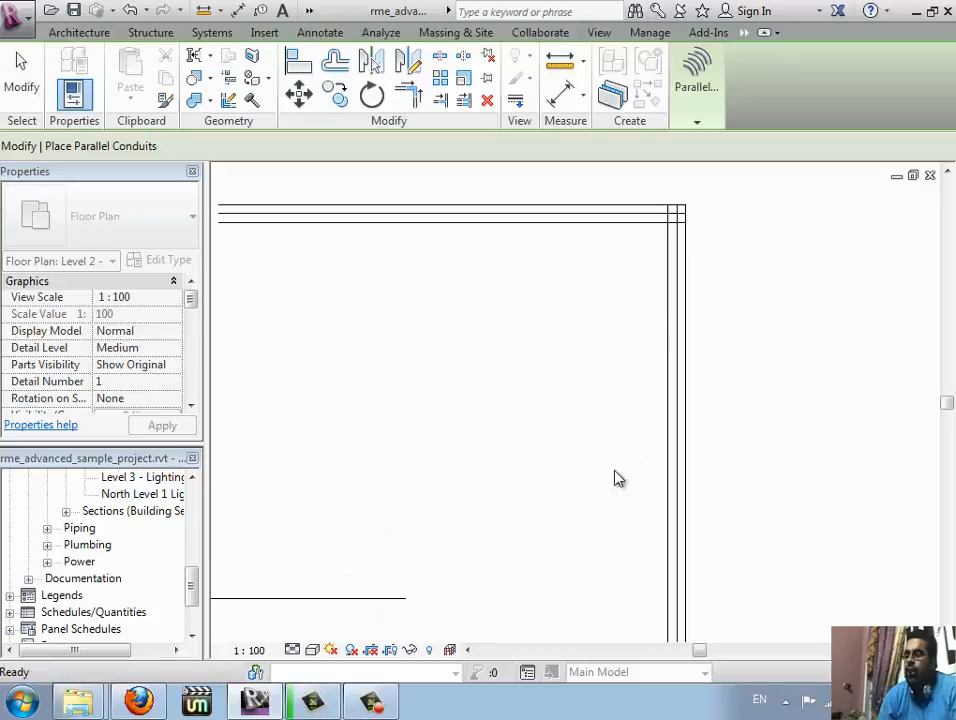 rme_adva...
Type a keyword or phrase
Sign In
Architecture
Structure
Systems
Insert
Annotate
Analyze
Massing & Site
Collaborate
View
Manage
Add-Ins
Modify
Paste
Parallel...
Select
Properties
Clipboard
Geometry
Modify
View
Measure
Create
Modify | Place Parallel Conduits
Properties
Floor Plan
Floor Plan: Level 2 -
Edit Type
Graphics
View Scale
1 : 100
Scale Value 1:
100
Display Model
Normal
Detail Level
Medium
Parts Visibility
Show Original
Detail Number
1
Rotation on S...
None
Properties help
Apply
rme_advanced_sample_project.rvt - ...
Level 3 - Lighting
North Level 1 Lig
Sections (Building Se
Piping
Plumbing
Power
Documentation
Legends
Schedules/Quantities
Panel Schedules
1 : 100
Ready
:0
Main Model
um
EN